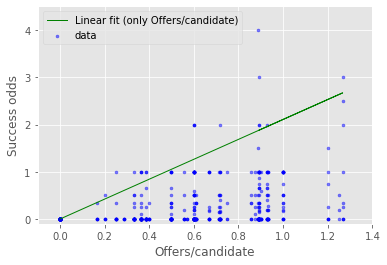 Linear fit (only Offers/candidate)
data
Success odds
4
3
2
1
0
0.0 0.2 0.4 0.6 0.8 1.0 1.2 1.4
Offers/candidate